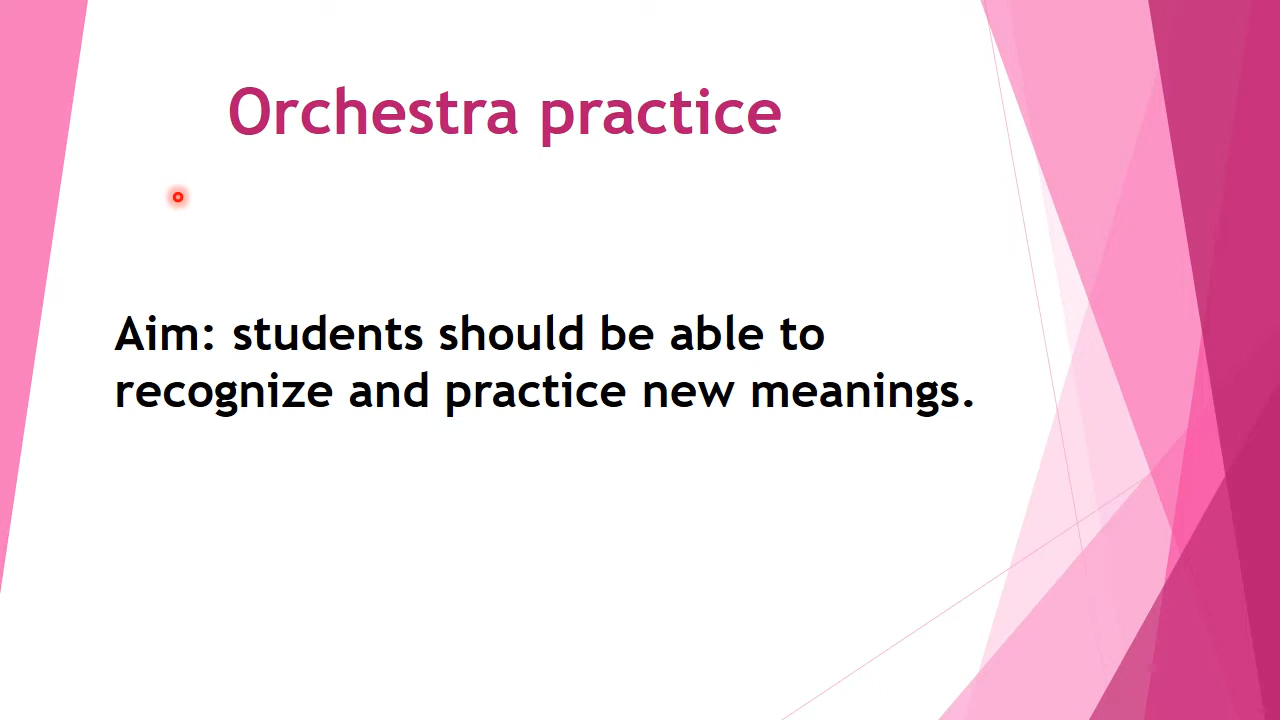 Orchestra practice
Aim: students should be able to
recognize and practice new meanings.